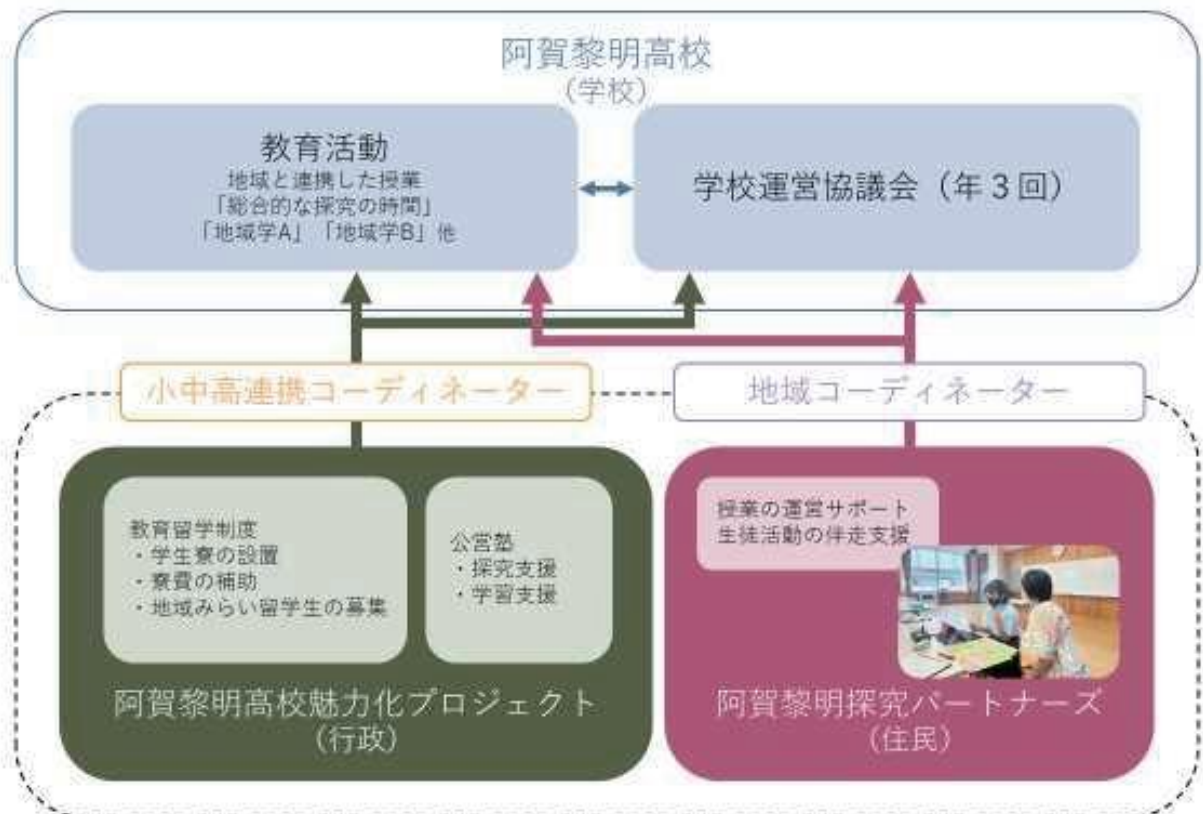 阿賀黎明高校
（学校）
教育活動
地域と連携した授業
「総合的な探究の時間」
「地域学A」「地域学B」他
学校運営協議会（年３回）
小中高連携コーディネーター
地域コーディネーター
教育留学制度
・学生寮の設置
・寮費の補助
・地域みらい留学生の募集
公営塾
・探究支援
・学習支援
阿賀黎明高校魅力化プロジェクト
（行政）
授業の運営サポート
生徒活動の伴走支援
阿賀黎明探究パートナーズ
（住民）